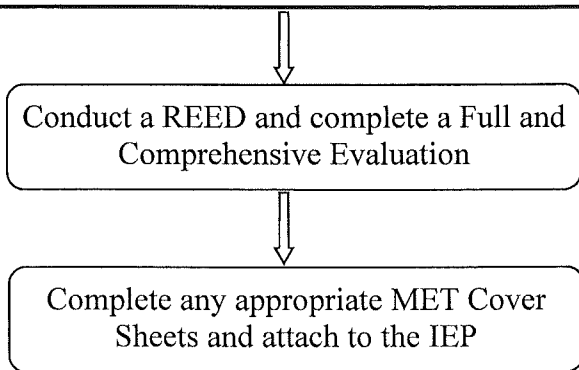 Conduct a REED and complete a Full and
Comprehensive Evaluation
Complete any appropriate MET Cover
Sheets and attach to the IEP